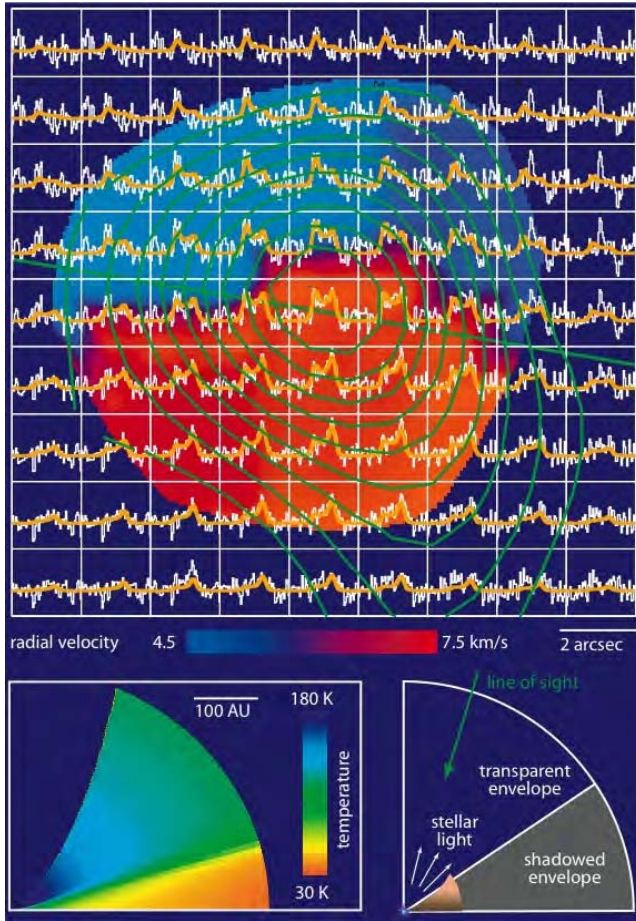 radial velocity 4.5 7.5 km/s 2 arcsec
100 AU
180 K
temperature
30 K
line of sight
transparent
envelope
stellar
light
shadowed
envelope